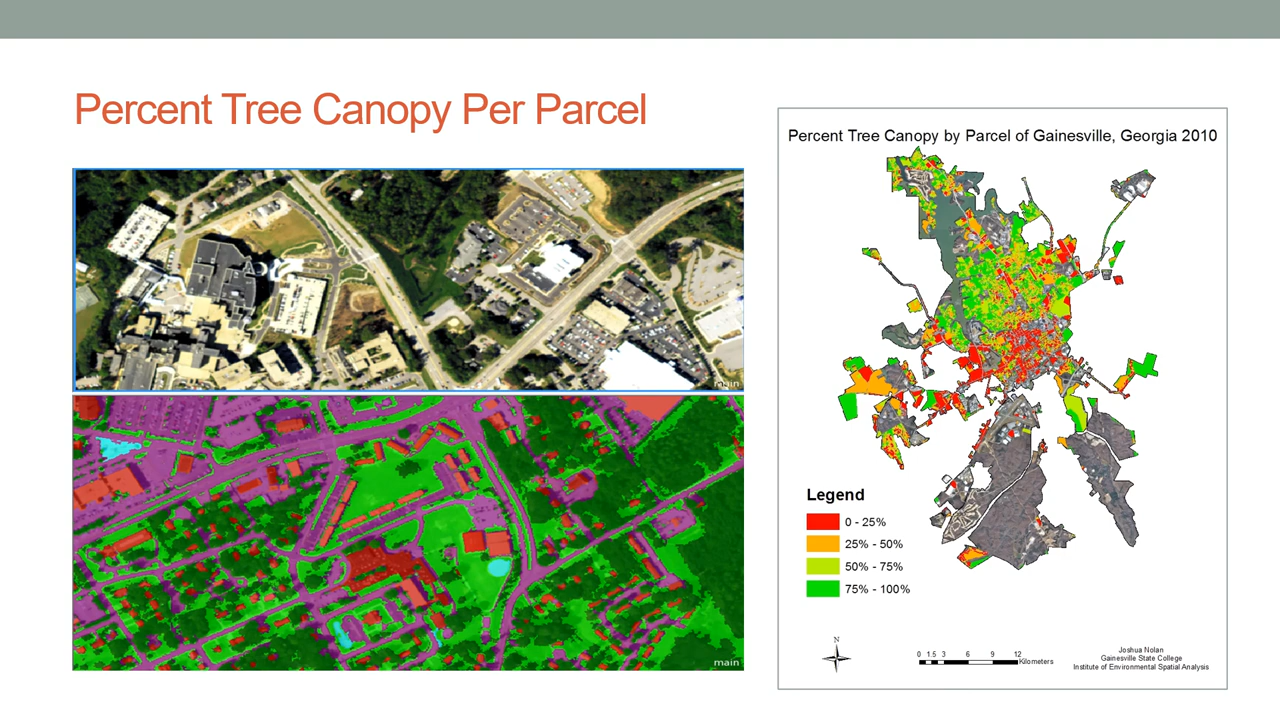 Percent Tree Canopy Per Parcel
main
main
Percent Tree Canopy by Parcel of Gainesville, Georgia 2010
Legend
0 - 25%
25% - 50%
50% - 75%
75% - 100%
N
0 1.5 3 6 9 12
Kilometers
Joshua Nolan
Gainesville State College
Institute of Environmental Spatial Analysis